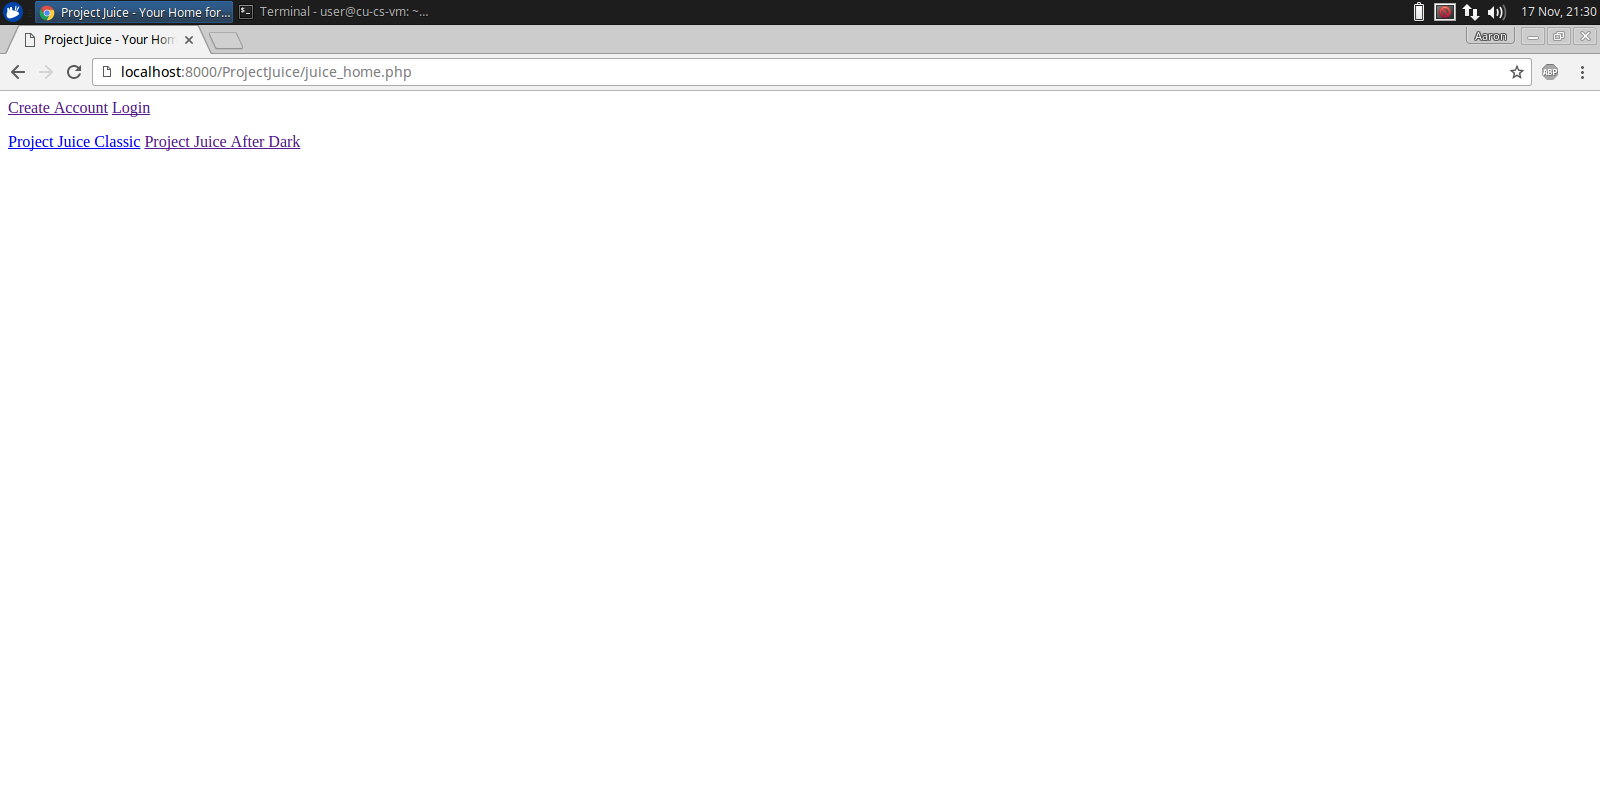 Project Juice - Your Home for... Terminal - user@cu-cs-vm: ~... 17 Nov, 21:30
Project Juice - Your Hom Aaron
localhost:8000/ProjectJuice/juice_home.php ABP
Create Account Login
Project Juice Classic Project Juice After Dark